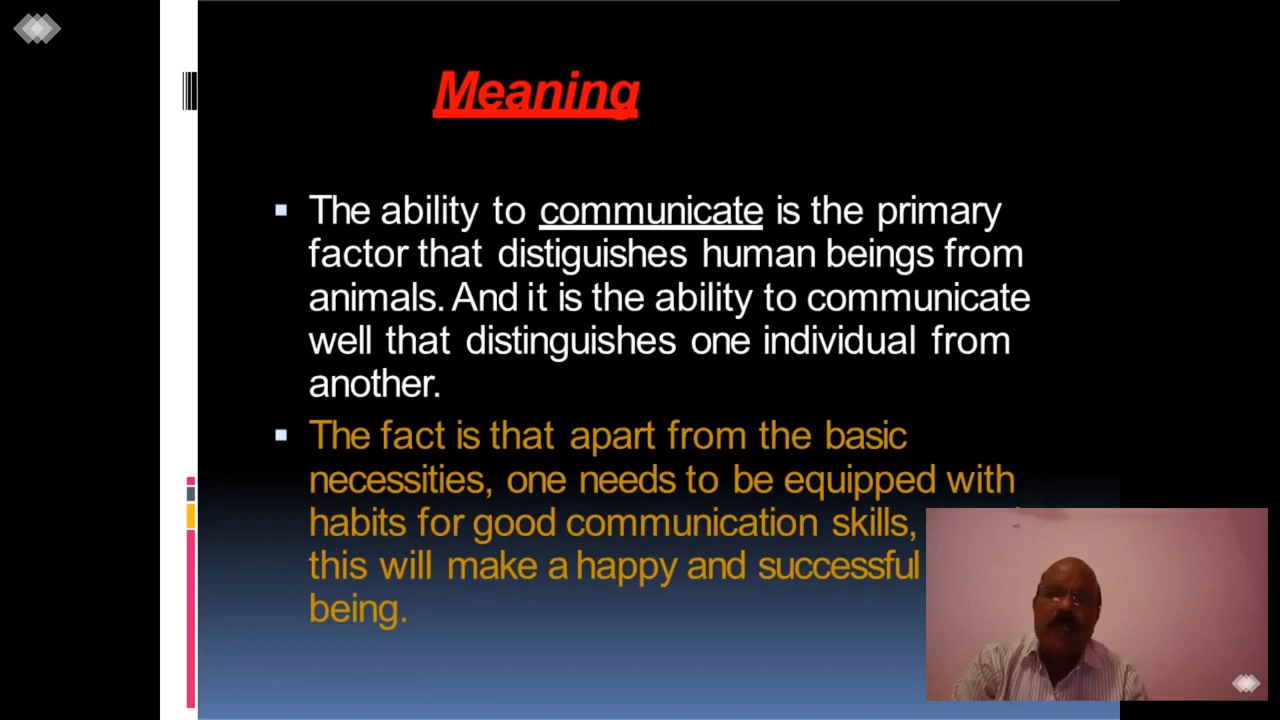 Meaning
The ability to communicate is the primary
factor that distiguishes human beings from
animals. And it is the ability to communicate
well that distinguishes one individual from
another.
The fact is that apart from the basic
necessities, one needs to be equipped with
habits for good communication skills,
this will make a happy and successful
being.